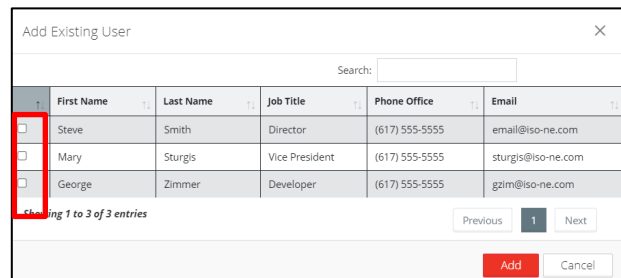 Add Existing User
Search:
First Name Last Name Job Title Phone Office Email
Steve Smith Director (617) 555-5555 email@iso-ne.com
Mary Sturgis Vice President (617) 555-5555 sturgis@iso-ne.com
George Zimmer Developer (617) 555-5555 gzim@iso-ne.com
Showing 1 to 3 of 3 entries
Previous 1 Next
Add Cancel